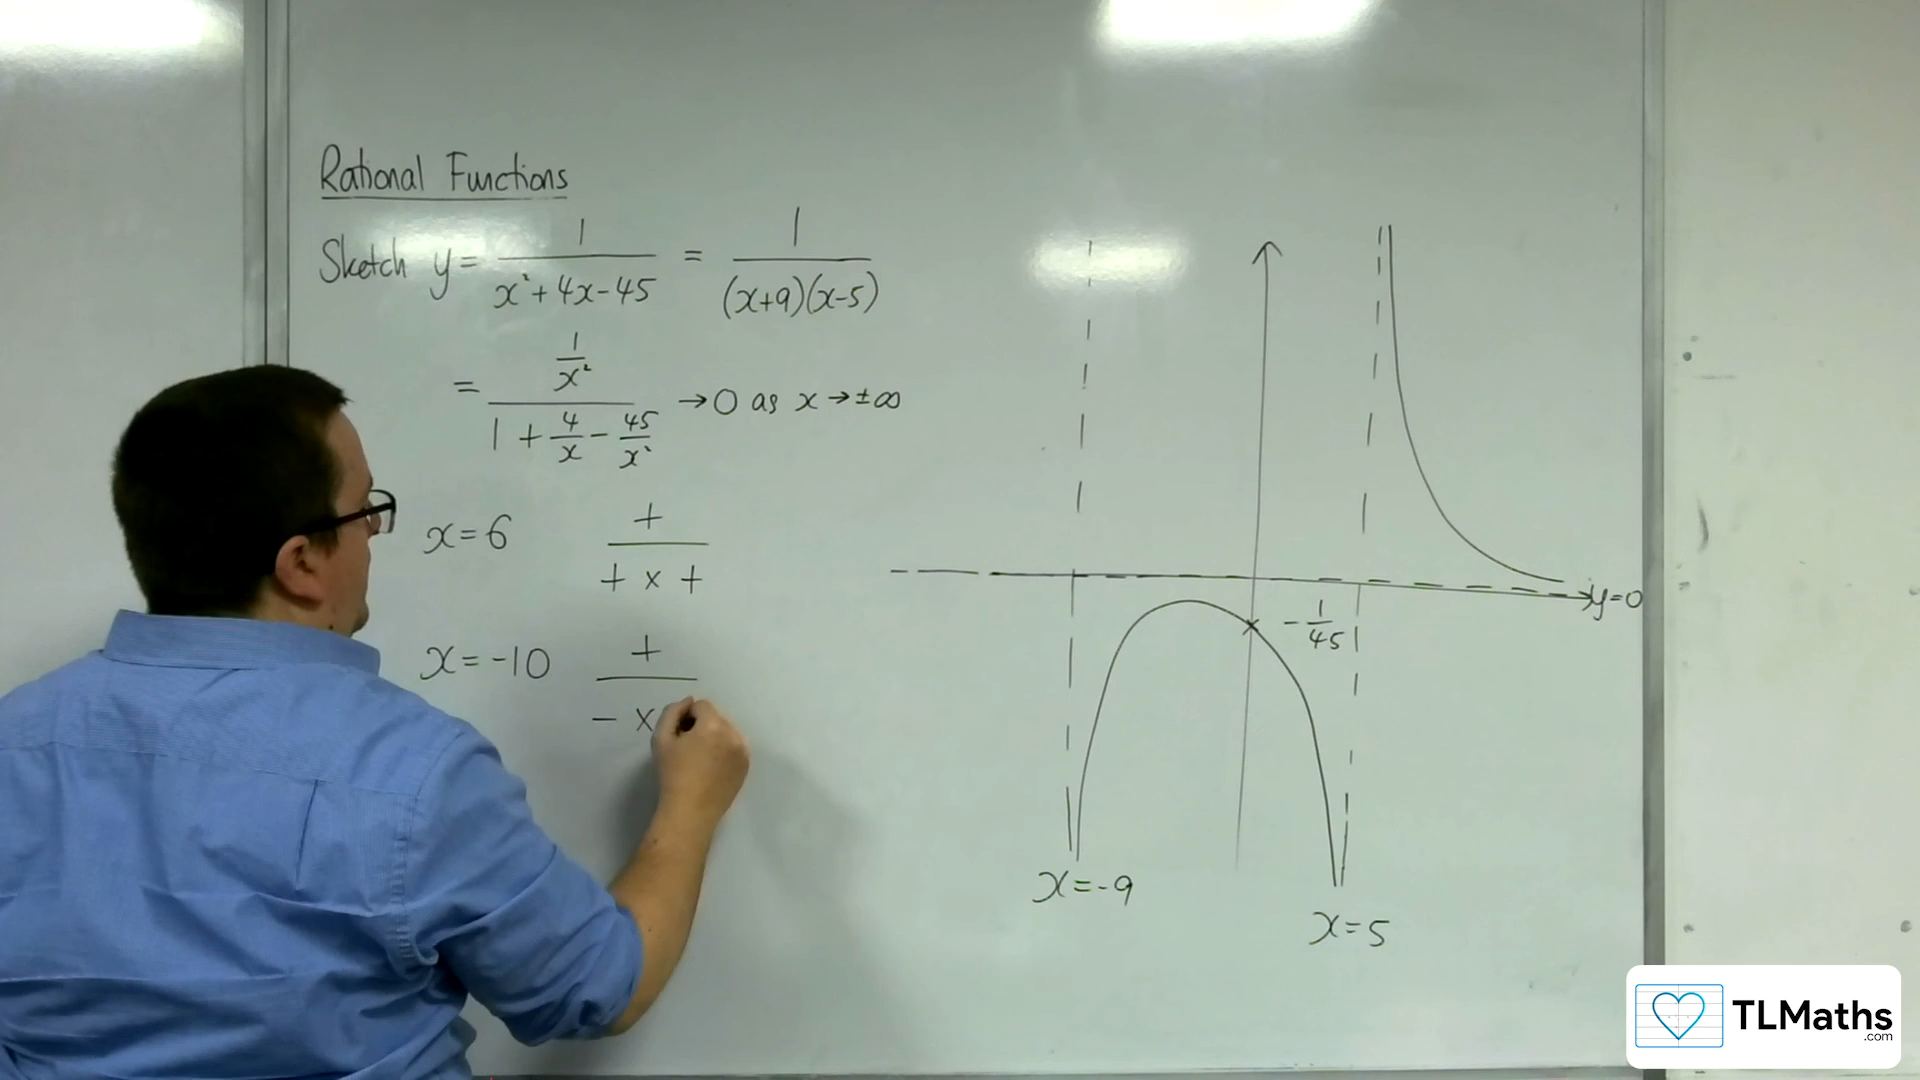 Rational Functions
Sketch y = 1/(x²+4x-45) = 1/((x+9)(x-5))
= (1/x²)/(1 + 4/x - 45/x²) → 0 as x → ±∞
x = 6 +/(+ x +)
x = -10 +/(- x
y=0
-1/45
x=-9
x=5
TLMaths
.com